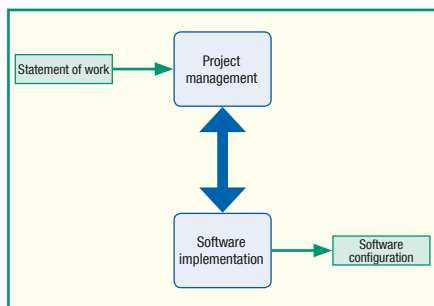 Project
management
Statement of work
Software
implementation
Software
configuration